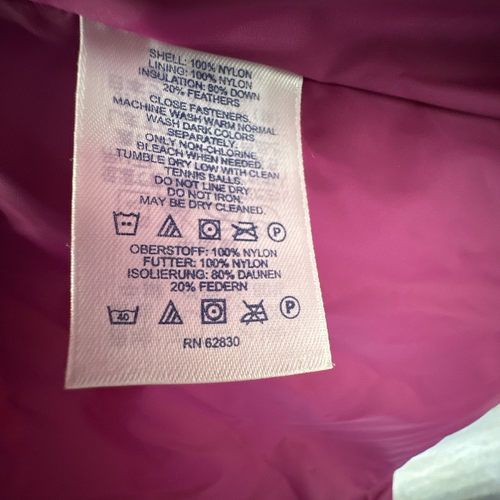 SHELL: 100% NYLON
LINING: 100% NYLON
INSULATION: 80% DOWN
20% FEATHERS
CLOSE FASTENERS.
MACHINE WASH WARM NORMAL
WASH DARK COLORS
SEPARATELY.
ONLY NON-CHLORINE
BLEACH WHEN NEEDED.
TUMBLE DRY LOW WITH CLEAN
TENNIS BALLS.
DO NOT LINE DRY
DO NOT IRON.
MAY BE DRY CLEANED.
P
OBERSTOFF: 100% NYLON
FUTTER: 100% NYLON
ISOLIERUNG: 80% DAUNEN
20% FEDERN
40 P
RN 62830